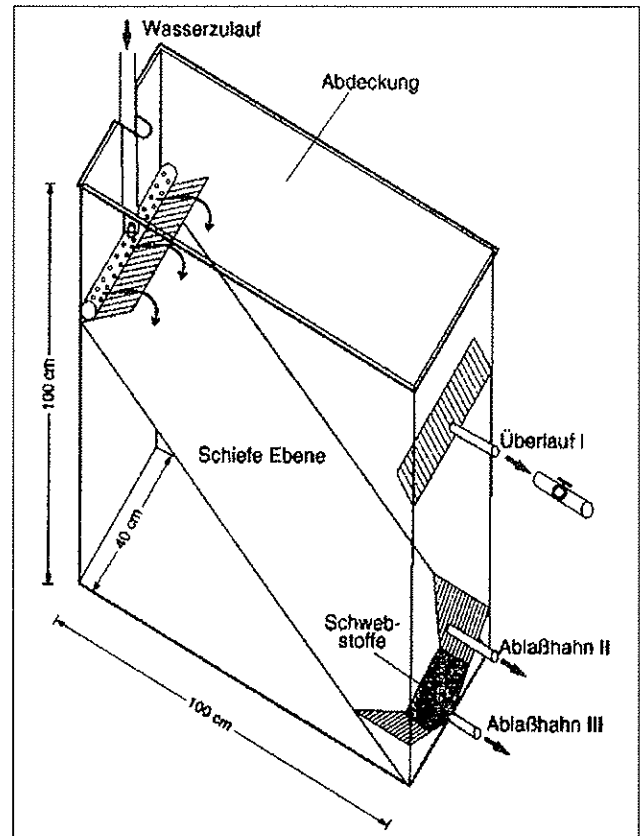 Wasserzulauf
Abdeckung
100 cm
Überlauf I
Schiefe Ebene
40 cm
Schweb-
stoffe
Ablaßhahn II
Ablaßhahn III
100 cm